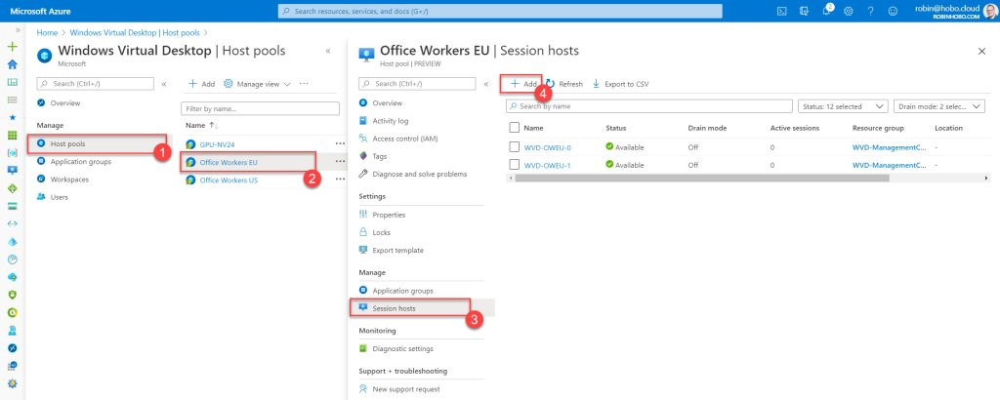 Microsoft Azure
Search resources, services, and docs (G+/)
2
robin@hobo.cloud
ROBINHOBO.COM
Home > Windows Virtual Desktop | Host pools >
Windows Virtual Desktop | Host pools
Microsoft
Search (Ctrl+/)
Overview
Manage
Host pools
1
Application groups
Workspaces
Users
Add
Manage view
Filter by name...
Name
GPU-NV24
Office Workers EU
2
Office Workers US
Office Workers EU | Session hosts
Host pool | PREVIEW
Search (Ctrl+/)
Overview
Activity log
Access control (IAM)
Tags
Diagnose and solve problems
Settings
Properties
Locks
Export template
Manage
Application groups
Session hosts
3
Monitoring
Diagnostic settings
Support + troubleshooting
New support request
Add
4
Refresh
Export to CSV
Search by name
Status: 12 selected
Drain mode: 2 selec...
Name Status Drain mode Active sessions Resource group Location
WVD-OWEU-0 Available Off 0 WVD-ManagementC... -
WVD-OWEU-1 Available Off 0 WVD-ManagementC... -